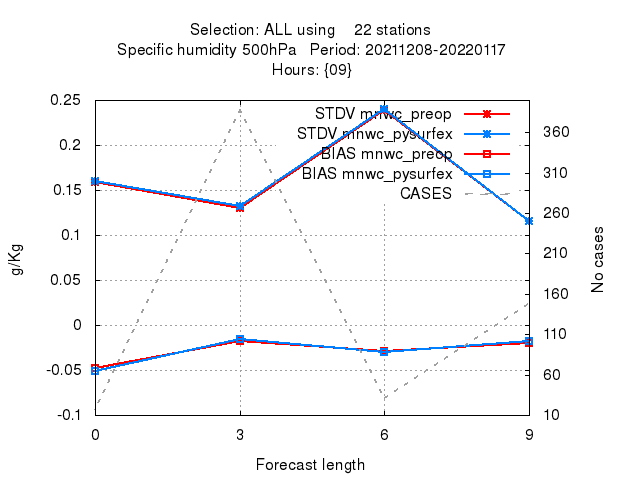 Selection: ALL using 22 stations
Specific humidity 500hPa Period: 20211208-20220117
Hours: {09}
0.25
0.2
0.15
0.1
0.05
0
-0.05
-0.1
g/Kg
STDV mnwc_preop
STDV mnwc_pysurfex
BIAS mnwc_preop
BIAS mnwc_pysurfex
CASES
360
310
260
210
160
110
60
10
No cases
0 3 6 9
Forecast length